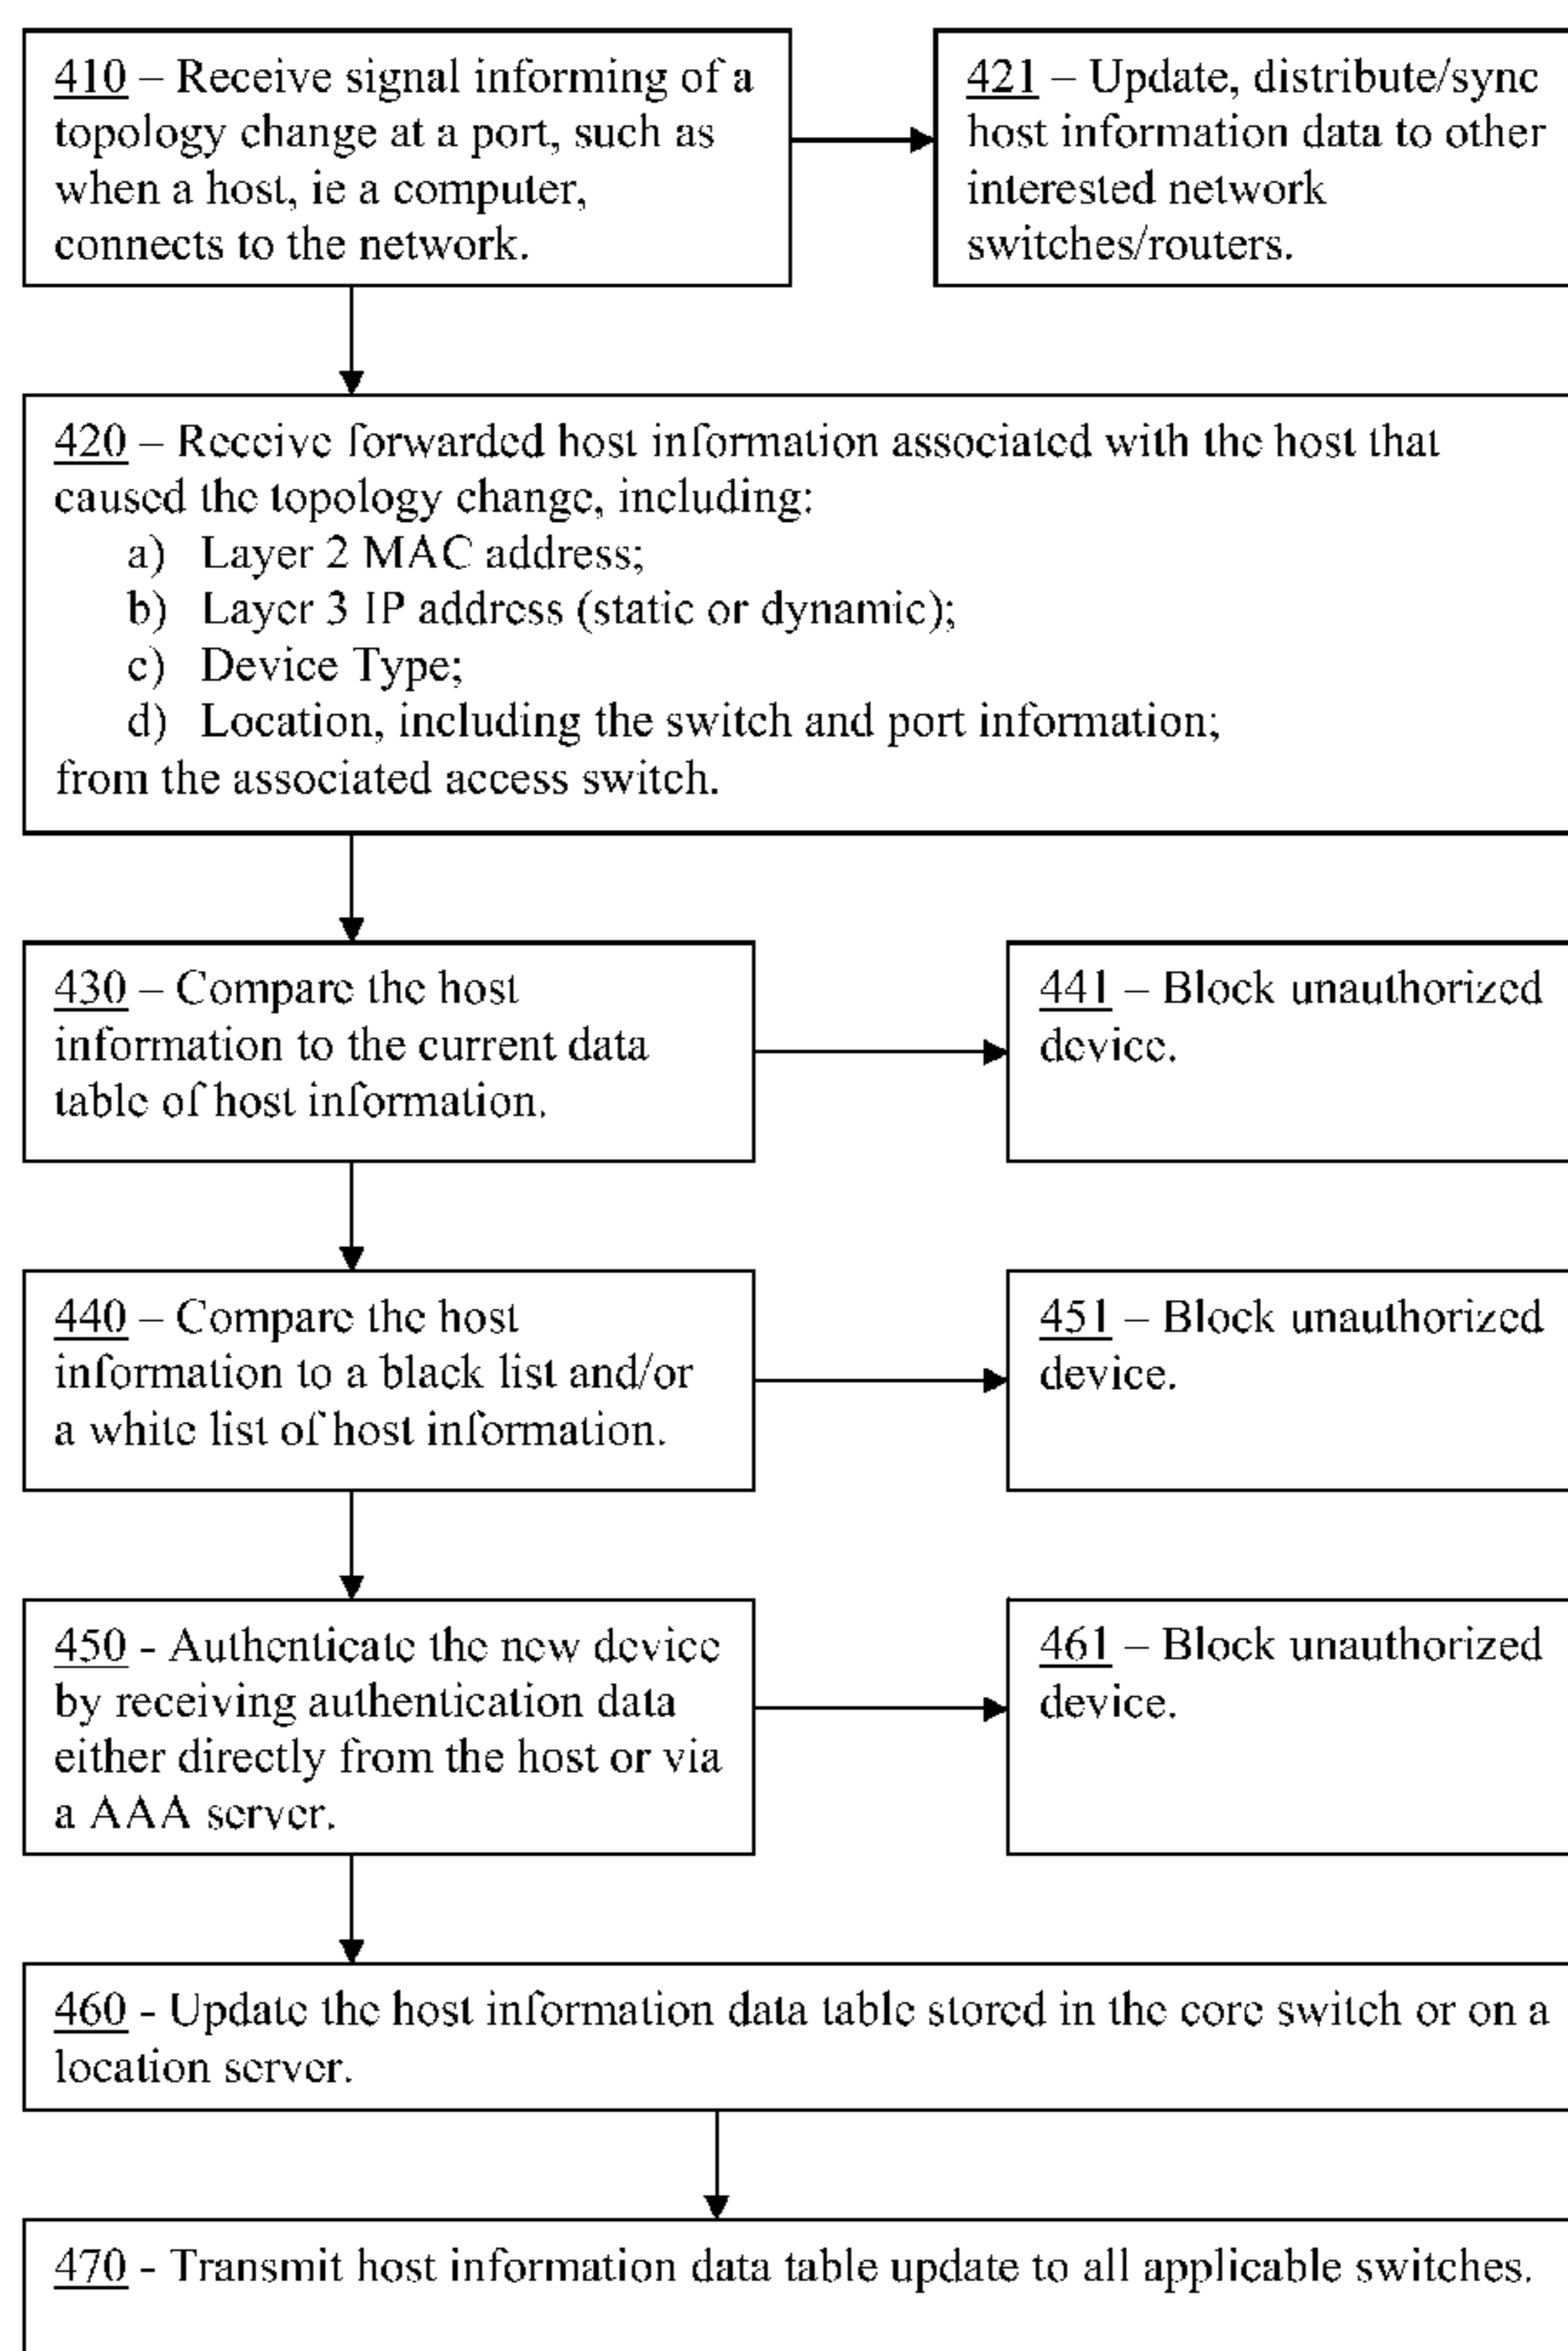 410 – Receive signal informing of a
topology change at a port, such as
when a host, ie a computer,
connects to the network.
421 – Update, distribute/sync
host information data to other
interested network
switches/routers.
420 – Receive forwarded host information associated with the host that
caused the topology change, including:
a) Layer 2 MAC address;
b) Layer 3 IP address (static or dynamic);
c) Device Type;
d) Location, including the switch and port information;
from the associated access switch.
430 – Compare the host
information to the current data
table of host information.
441 – Block unauthorized
device.
440 – Compare the host
information to a black list and/or
a white list of host information.
451 – Block unauthorized
device.
450 - Authenticate the new device
by receiving authentication data
either directly from the host or via
a AAA server.
461 – Block unauthorized
device.
460 - Update the host information data table stored in the core switch or on a
location server.
470 - Transmit host information data table update to all applicable switches.